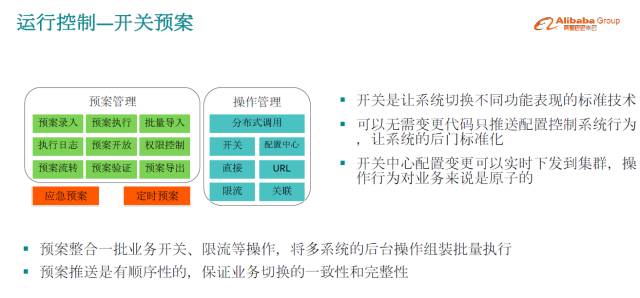 运行控制—开关预案
Alibaba Group
阿里巴巴集团
预案管理
预案录入 预案执行 批量导入
执行日志 预案开放 权限控制
预案流转 预案验证 预案导出
应急预案 定时预案
操作管理
分布式调用
开关 配置中心
直接 URL
限流 关联
开关是让系统切换不同功能表现的标准技术
可以无需变更代码只推送配置控制系统行为
,让系统的后门标准化
开关中心配置变更可以实时下发到集群，操
作行为对业务来说是原子的
预案整合一批业务开关、限流等操作，将多系统的后台操作组装批量执行
预案推送是有顺序性的，保证业务切换的一致性和完整性